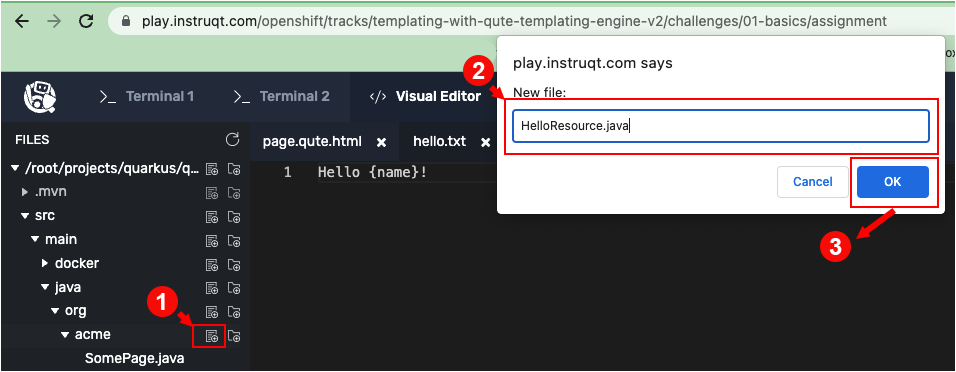 play.instruqt.com/openshift/tracks/templating-with-qute-templating-engine-v2/challenges/01-basics/assignment
play.instruqt.com says
New file:
HelloResource.java
Cancel
OK
1
2
3
>_ Terminal 1
>_ Terminal 2
</> Visual Editor
FILES
page.qute.html ×
hello.txt ×
1 Hello {name}!
/root/projects/quarkus/q...
.mvn
src
main
docker
java
org
acme
SomePage.java